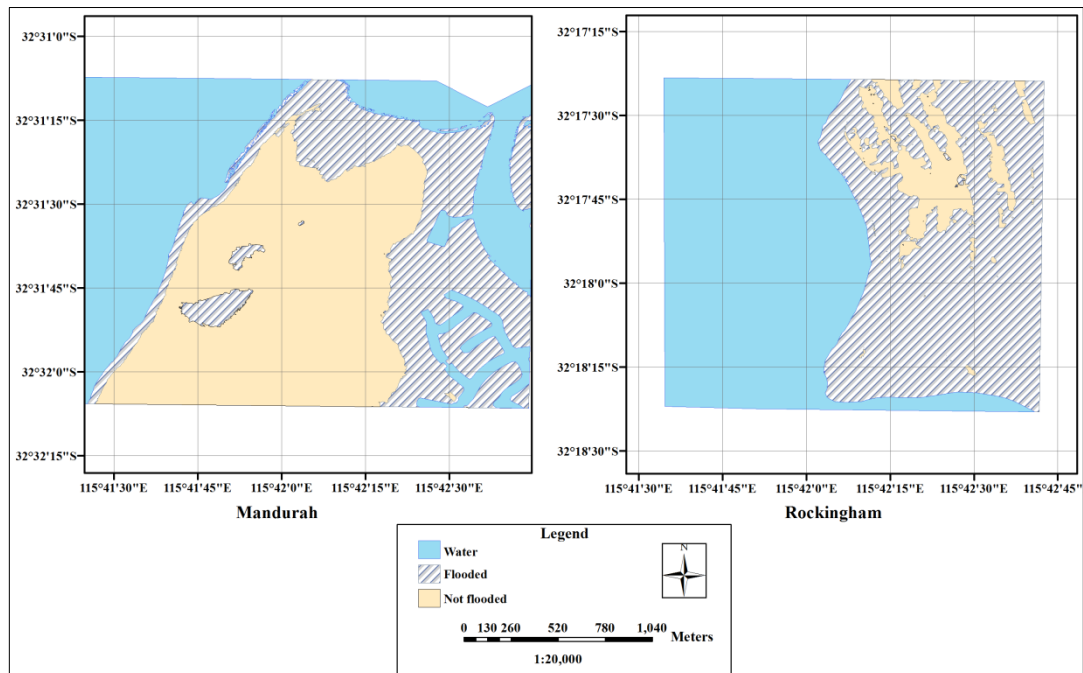 32°31'0"S
32°31'15"S
32°31'30"S
32°31'45"S
32°32'0"S
32°32'15"S
115°41'30"E 115°41'45"E 115°42'0"E 115°42'15"E 115°42'30"E
Mandurah
32°17'15"S
32°17'30"S
32°17'45"S
32°18'0"S
32°18'15"S
32°18'30"S
115°41'30"E 115°41'45"E 115°42'0"E 115°42'15"E 115°42'30"E 115°42'45"E
Rockingham
Legend
Water
Flooded
Not flooded
N
0 130 260 520 780 1,040 Meters
1:20,000